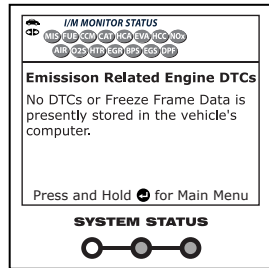 I/M MONITOR STATUS
MIS FUE CCM CAT HCA EVA HCC NOx
AIR O2S HTR EGR BPS EGS DPF
Emissison Related Engine DTCs
No DTCs or Freeze Frame Data is
presently stored in the vehicle's
computer.
Press and Hold for Main Menu
SYSTEM STATUS